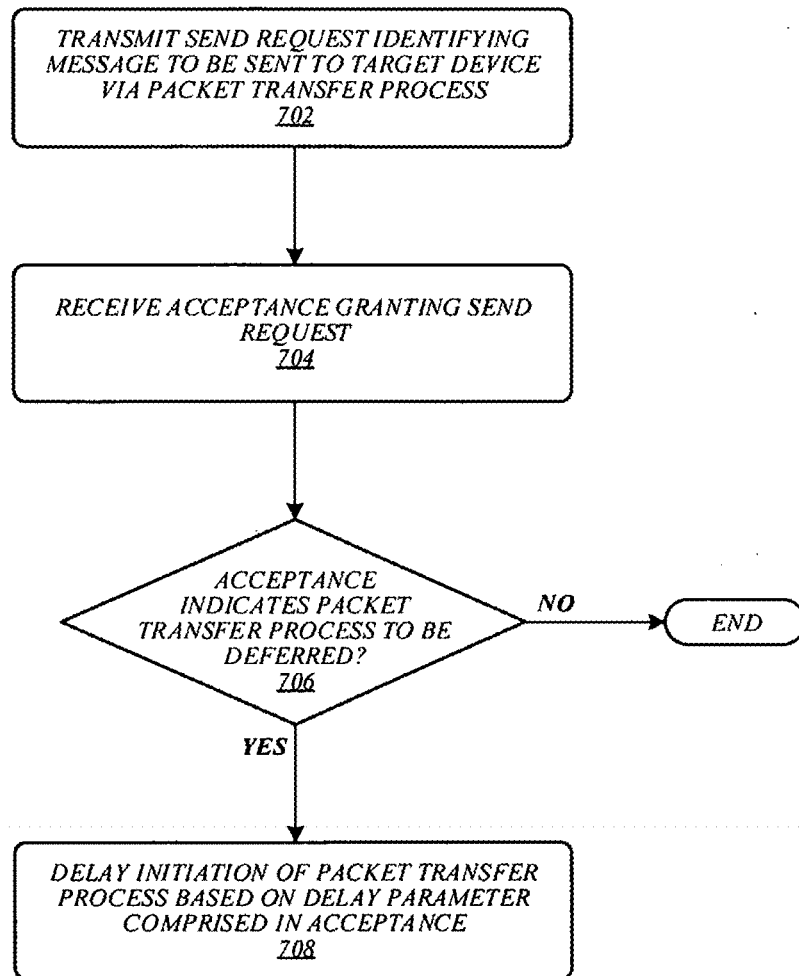 TRANSMIT SEND REQUEST IDENTIFYING
MESSAGE TO BE SENT TO TARGET DEVICE
VIA PACKET TRANSFER PROCESS
702
RECEIVE ACCEPTANCE GRANTING SEND
REQUEST
704
ACCEPTANCE
INDICATES PACKET
TRANSFER PROCESS TO BE
DEFERRED?
706
NO
END
YES
DELAY INITIATION OF PACKET TRANSFER
PROCESS BASED ON DELAY PARAMETER
COMPRISED IN ACCEPTANCE
708